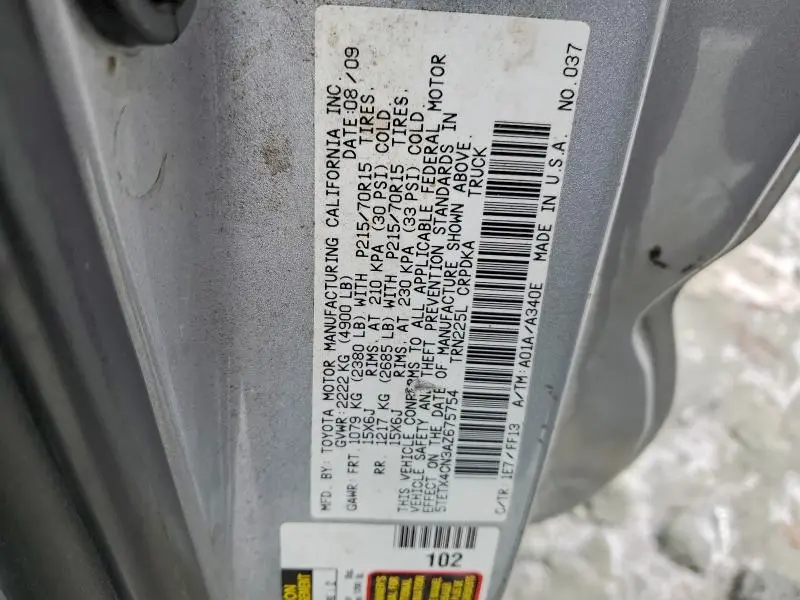 MFD. BY: TOYOTA MOTOR MANUFACTURING CALIFORNIA INC.
GVWR: 2222 KG (4900 LB) DATE: 08/09
GAWR: FRT. 1079 KG (2380 LB) WITH P215/70R15 TIRES.
15X6J RIMS. AT 210 KPA (30 PSI) COLD
RR. 1217 KG (2685 LB) WITH P215/70R15 TIRES.
15X6J RIMS. AT 230 KPA (33 PSI) COLD
THIS VEHICLE CONFORMS TO ALL APPLICABLE FEDERAL MOTOR
VEHICLE SAFETY AND THEFT PREVENTION STANDARDS IN
EFFECT ON THE DATE OF MANUFACTURE SHOWN ABOVE.
5TETX4CN3AZ675754 TRN225L CRPDKA TRUCK
C/TR: 1E7/FF13 A/TM: A01A/A340E MADE IN U.S.A. NO. 037
102